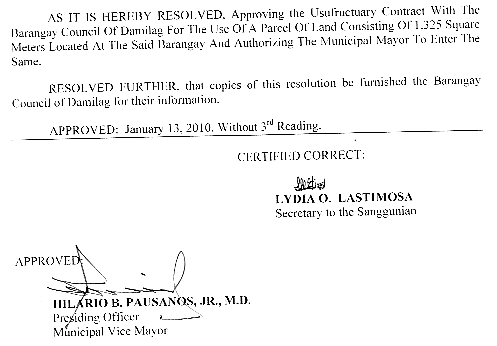 AS IT IS HEREBY RESOLVED, Approving the Usufructuary Contract With The
Barangay Council Of Damilag For The Use Of A Parcel Of Land Consisting Of 1,325 Square
Meters Located At The Said Barangay And Authorizing The Municipal Mayor To Enter The
Same.
RESOLVED FURTHER, that copies of this resolution be furnished the Barangay
Council of Damilag for their information.
APPROVED: January 13, 2010, Without 3rd Reading.
CERTIFIED CORRECT:
LYDIA O. LASTIMOSA
Secretary to the Sanggunian
APPROVED:
HILARIO B. PAUSANOS, JR., M.D.
Presiding Officer
Municipal Vice Mayor